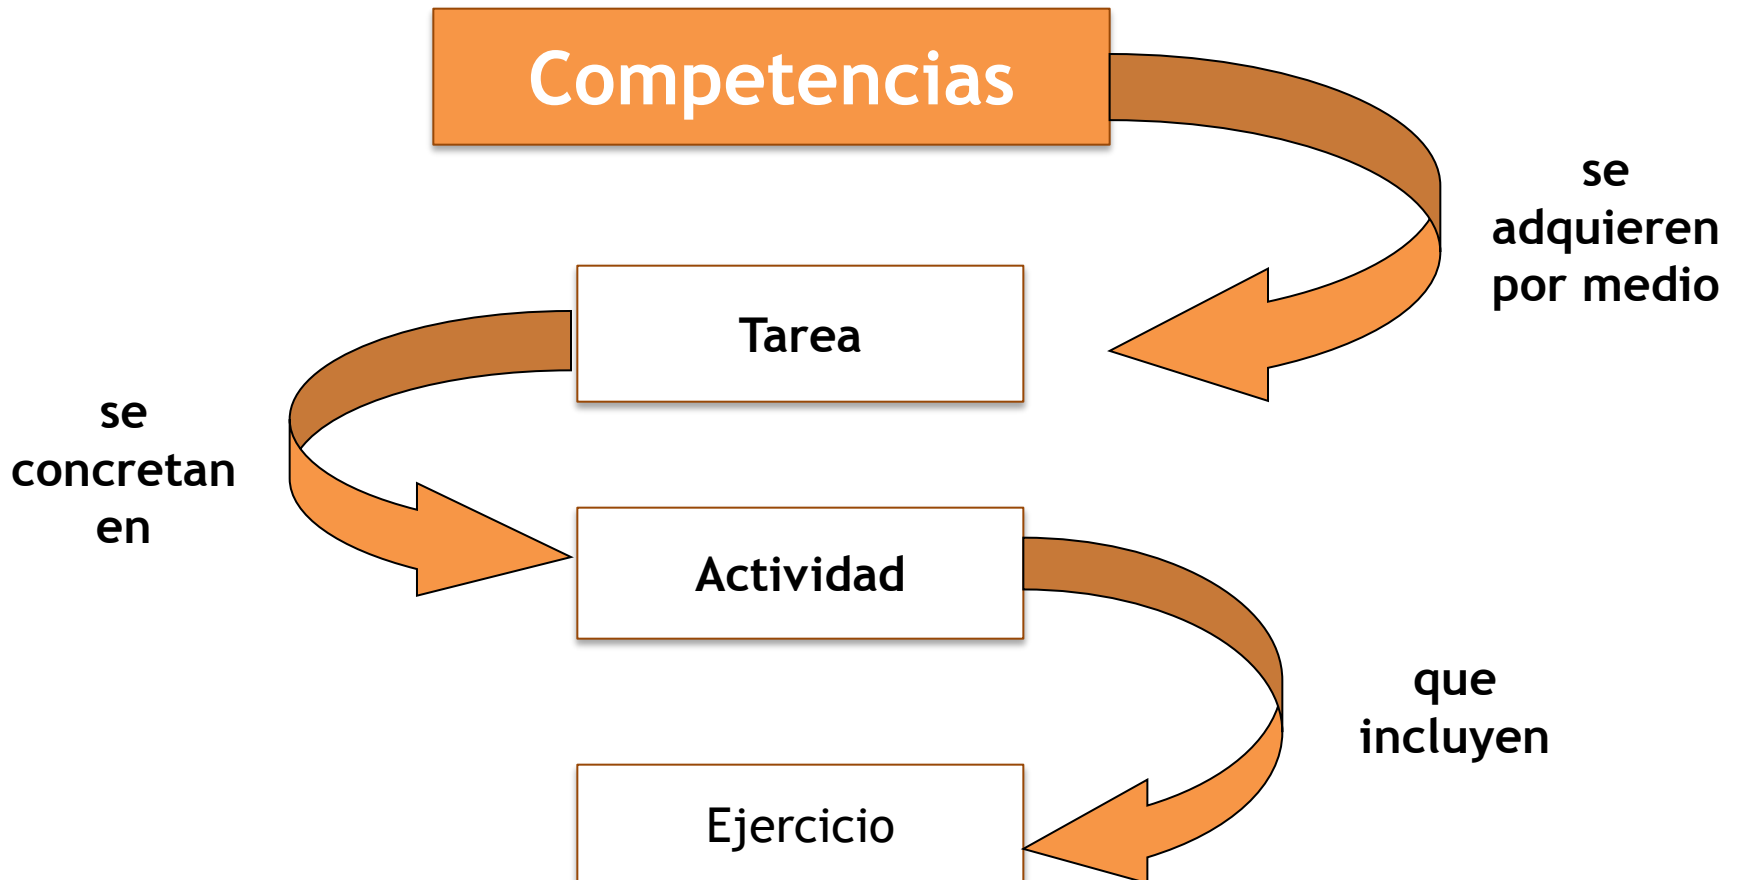 Competencias
se
adquieren
por medio
Tarea
se
concretan
en
Actividad
que
incluyen
Ejercicio